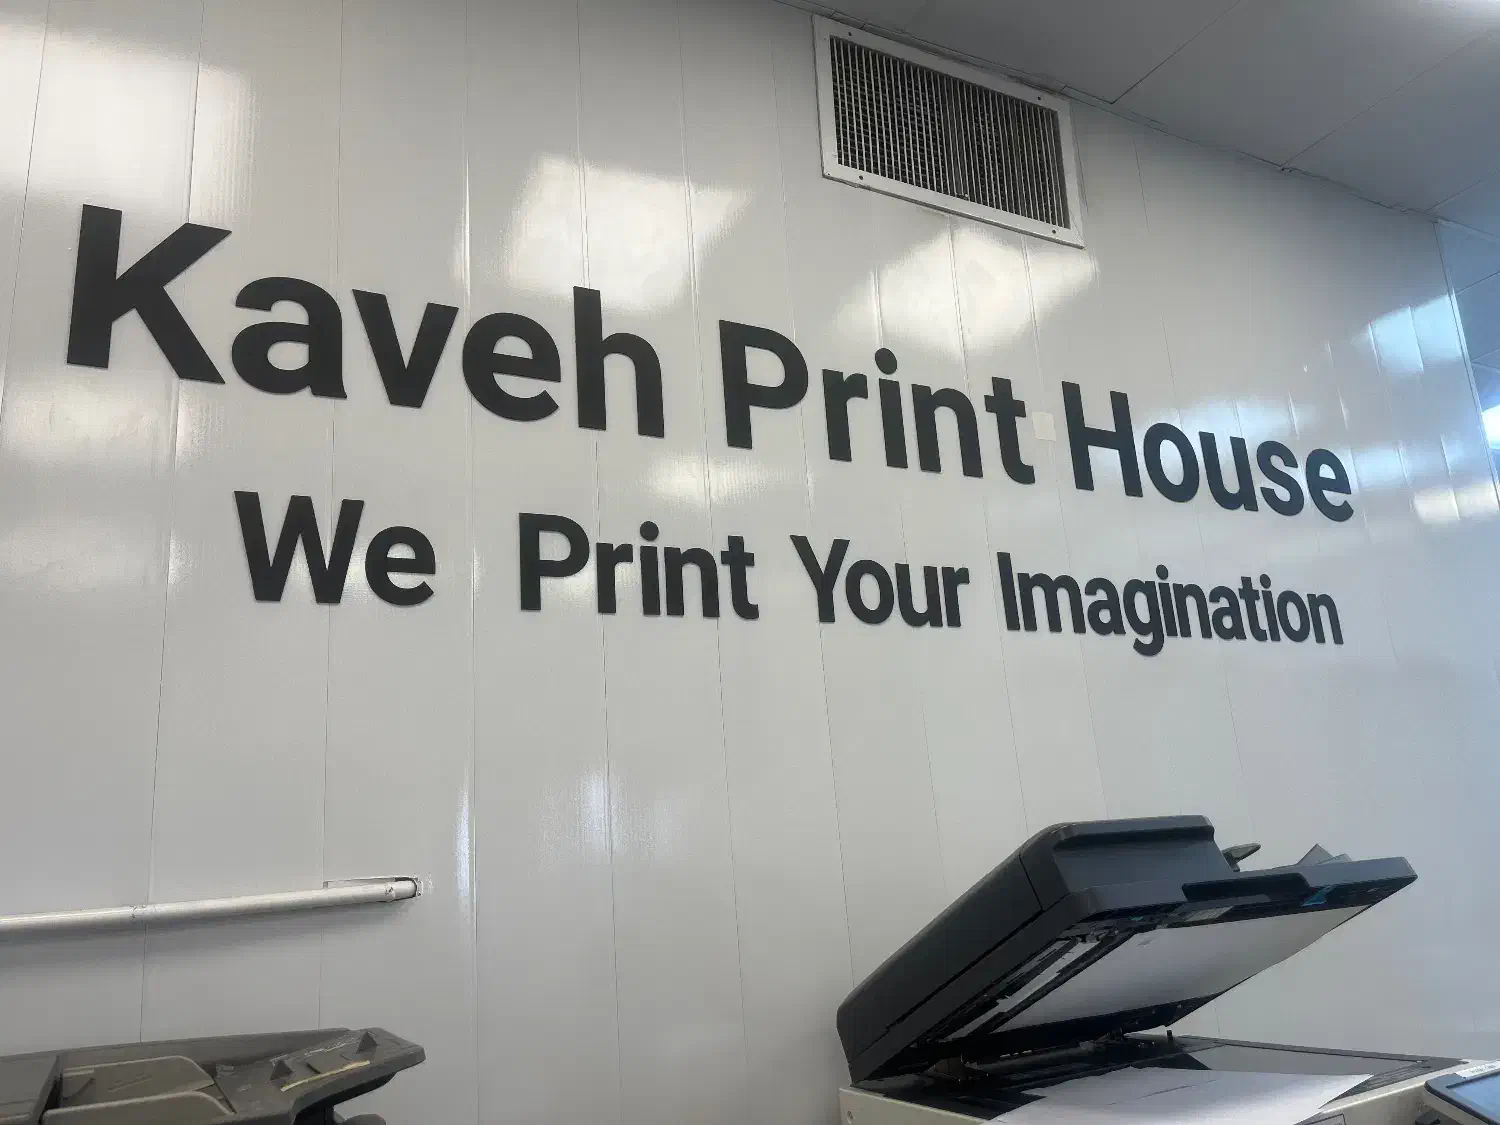 Kaveh Print House
We Print Your Imagination